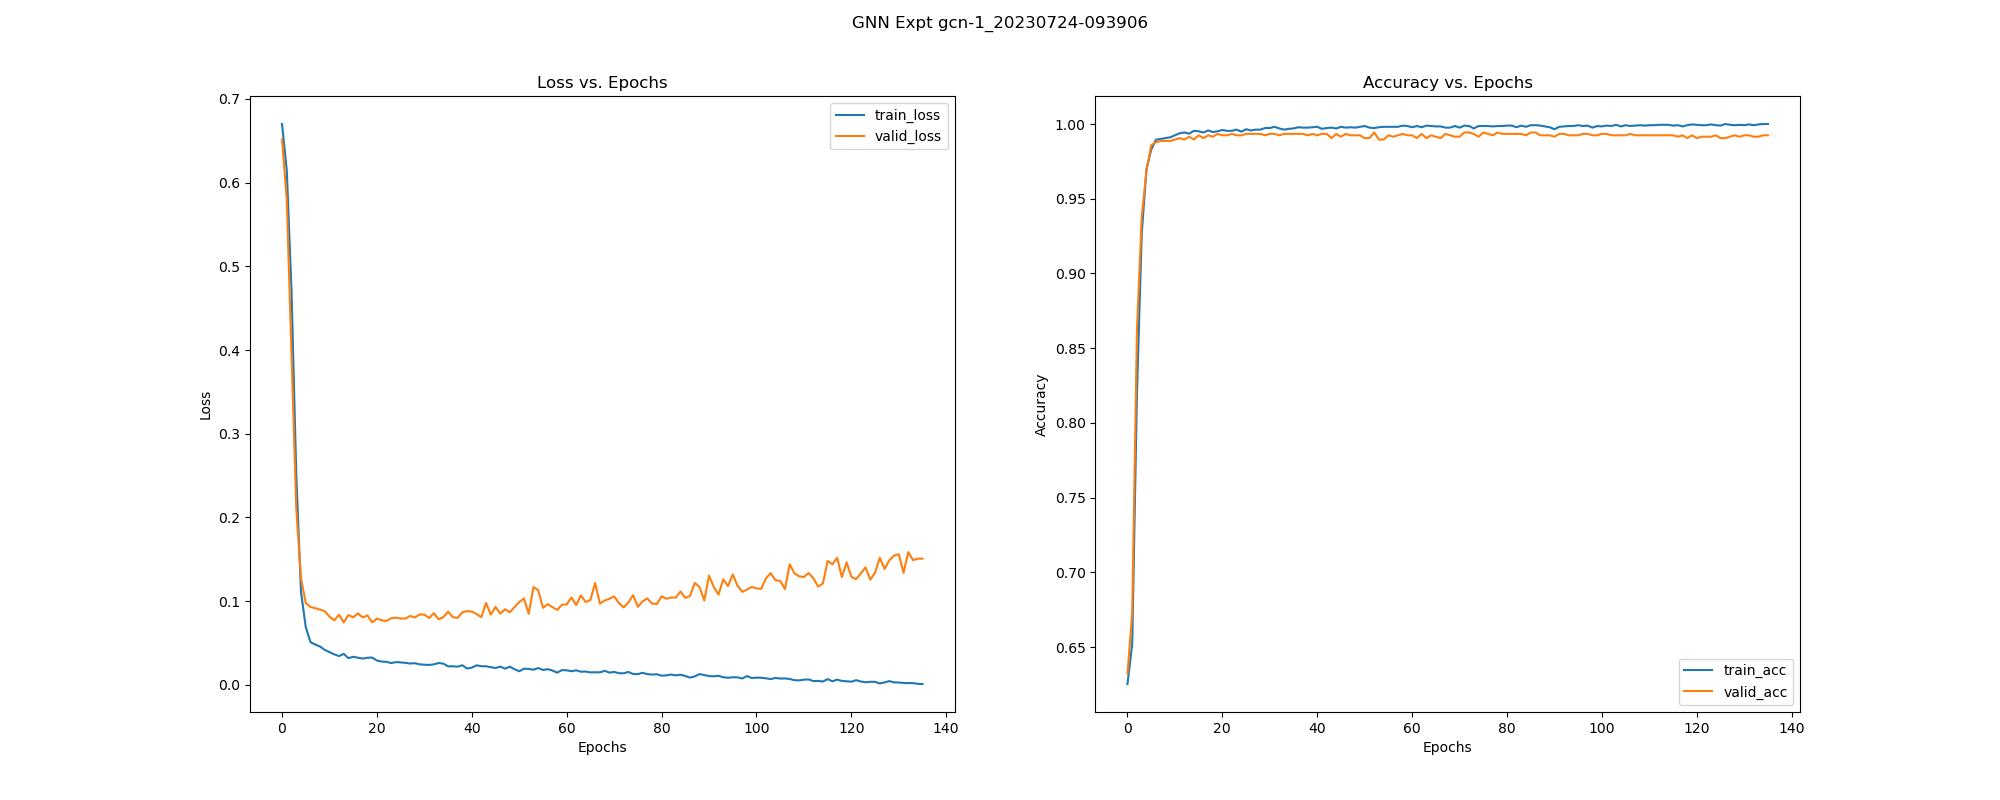 GNN Expt gcn-1_20230724-093906
Loss vs. Epochs
0.7
0.6
0.5
0.4
0.3
0.2
0.1
0.0
Loss
train_loss
valid_loss
0 20 40 60 80 100 120 140
Epochs
Accuracy vs. Epochs
1.00
0.95
0.90
0.85
0.80
0.75
0.70
0.65
Accuracy
train_acc
valid_acc
0 20 40 60 80 100 120 140
Epochs